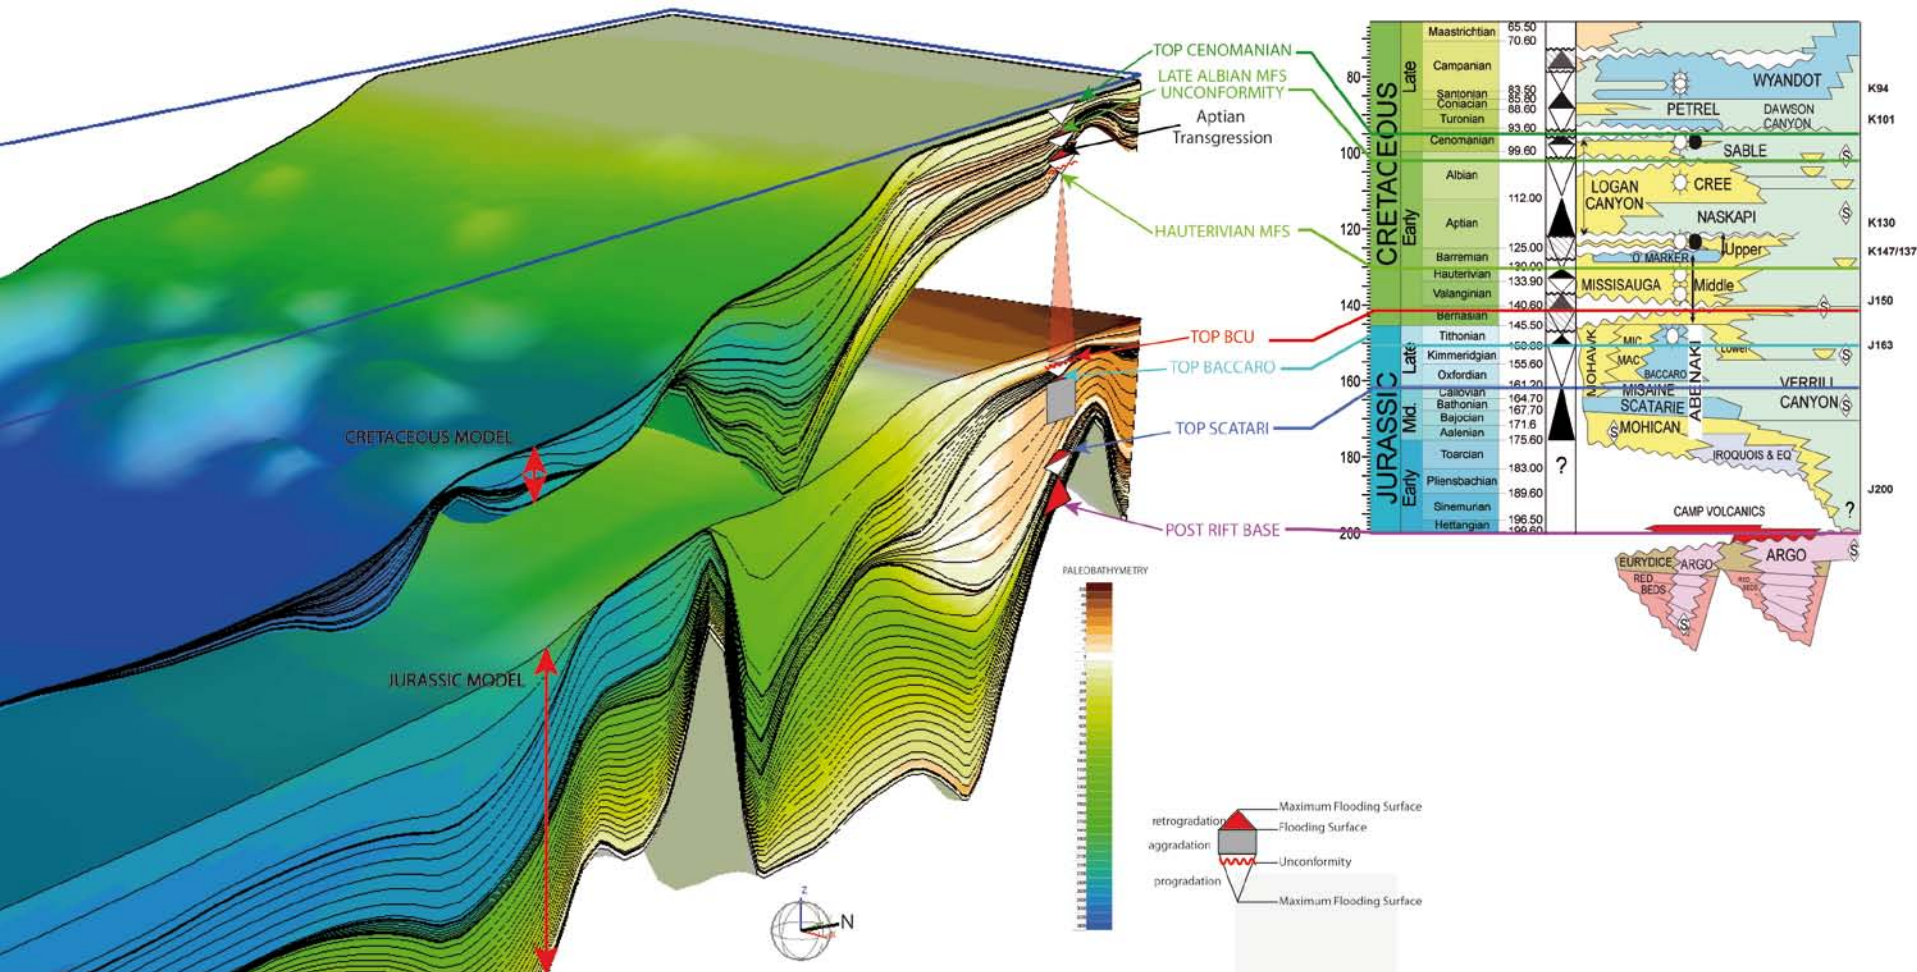 TOP CENOMANIAN
LATE ALBIAN MFS
UNCONFORMITY
Aptian
Transgression
HAUTERIVIAN MFS
TOP BCU
TOP BACCARO
TOP SCATARI
POST RIFT BASE
CRETACEOUS MODEL
JURASSIC MODEL
PALEOBATHYMETRY
Z
N
retrogradation
aggradation
progradation
Maximum Flooding Surface
Flooding Surface
Unconformity
Maximum Flooding Surface
80
100
120
140
160
180
200
CRETACEOUS
JURASSIC
Late
Early
Late
Mid.
Early
Maastrichtian
Campanian
Santonian
Coniacian
Turonian
Cenomanian
Albian
Aptian
Barremian
Hauterivian
Valanginian
Berriasian
Tithonian
Kimmeridgian
Oxfordian
Callovian
Bathonian
Bajocian
Aalenian
Toarcian
Pliensbachian
Sinemurian
Hettangian
65.50
70.60
83.50
85.80
88.60
93.60
99.60
112.00
125.00
130.00
133.90
140.60
145.50
155.60
161.20
164.70
167.70
171.6
175.60
183.00
189.60
196.50
199.60
?
WYANDOT
PETREL
DAWSON
CANYON
SABLE
LOGAN
CANYON
CREE
NASKAPI
Upper
O' MARKER
MISSISAUGA
Middle
MOHAWK
MIC
MAC
Lower
BACCARO
ABENAKI
MISAINE
SCATARIE
VERRILL
CANYON
MOHICAN
IROQUOIS & EQ
?
CAMP VOLCANICS
EURYDICE
ARGO
ARGO
RED
BEDS
RED
BEDS
S
S
S
S
S
S
S
S
K94
K101
K130
K147/137
J150
J163
J200